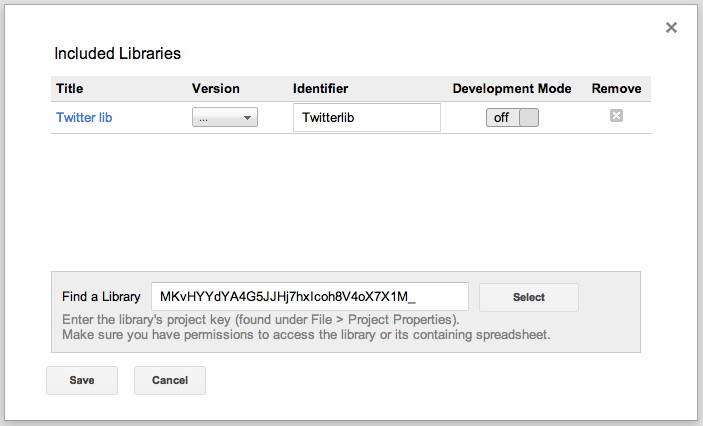 Included Libraries
Title Version Identifier Development Mode Remove
Twitter lib ... Twitterlib off
Find a Library MKvHYYdYA4G5JJHj7hxIcoh8V4oX7X1M_ Select
Enter the library's project key (found under File > Project Properties).
Make sure you have permissions to access the library or its containing spreadsheet.
Save Cancel